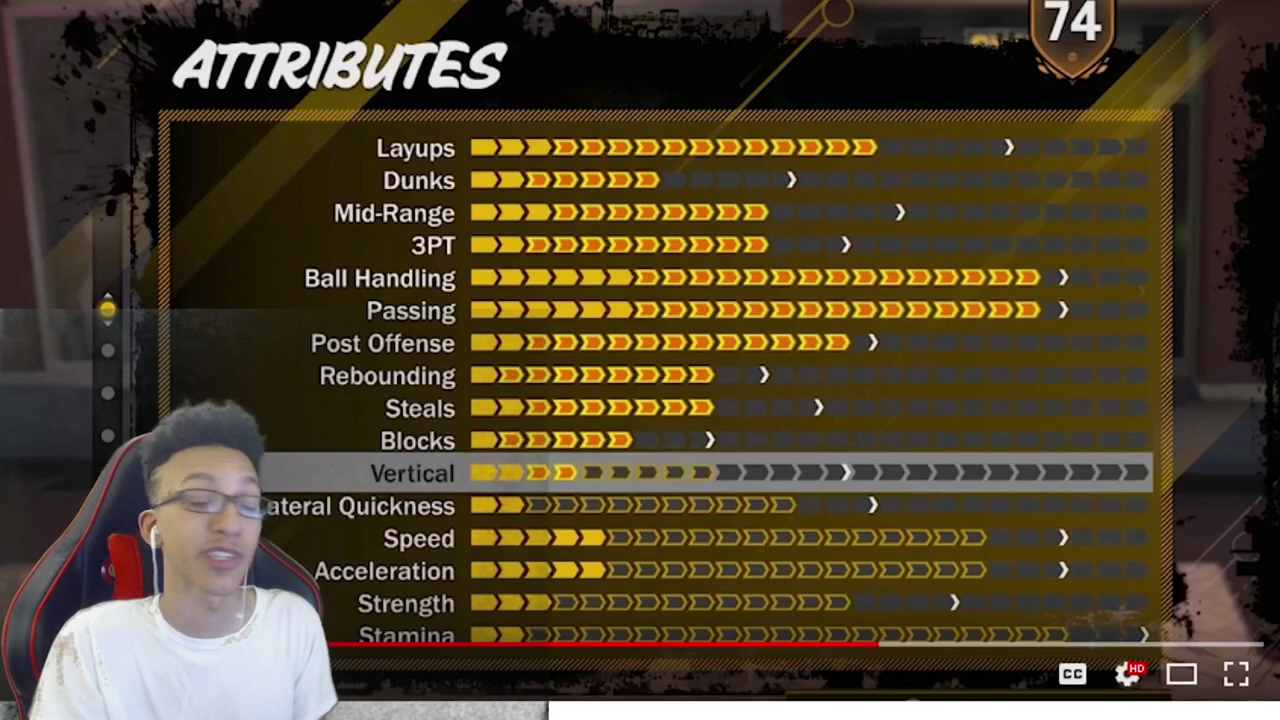 74
ATTRIBUTES
Layups
Dunks
Mid-Range
3PT
Ball Handling
Passing
Post Offense
Rebounding
Steals
Blocks
Vertical
ateral Quickness
Speed
Acceleration
Strength
Stamina
CC
HD